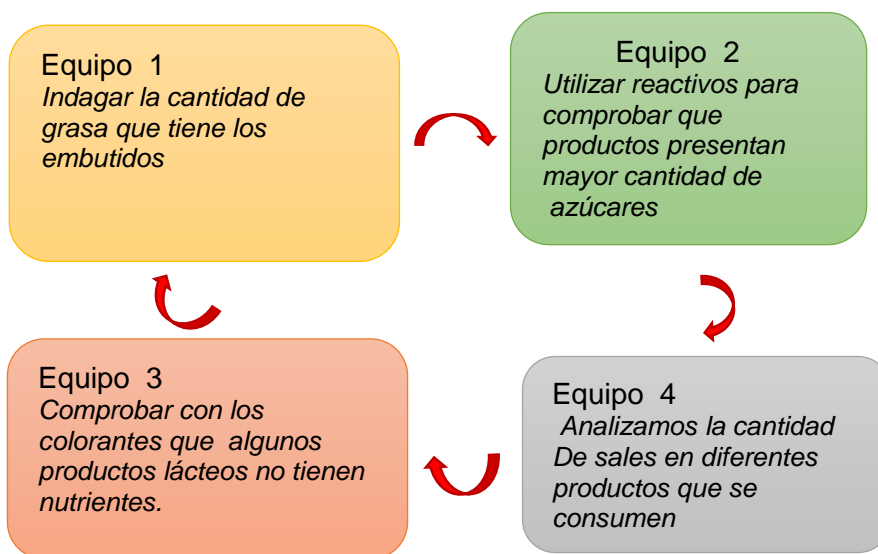 Equipo 1
Indagar la cantidad de
grasa que tiene los
embutidos
Equipo 2
Utilizar reactivos para
comprobar que
productos presentan
mayor cantidad de
azúcares
Equipo 3
Comprobar con los
colorantes que algunos
productos lácteos no tienen
nutrientes.
Equipo 4
Analizamos la cantidad
De sales en diferentes
productos que se
consumen